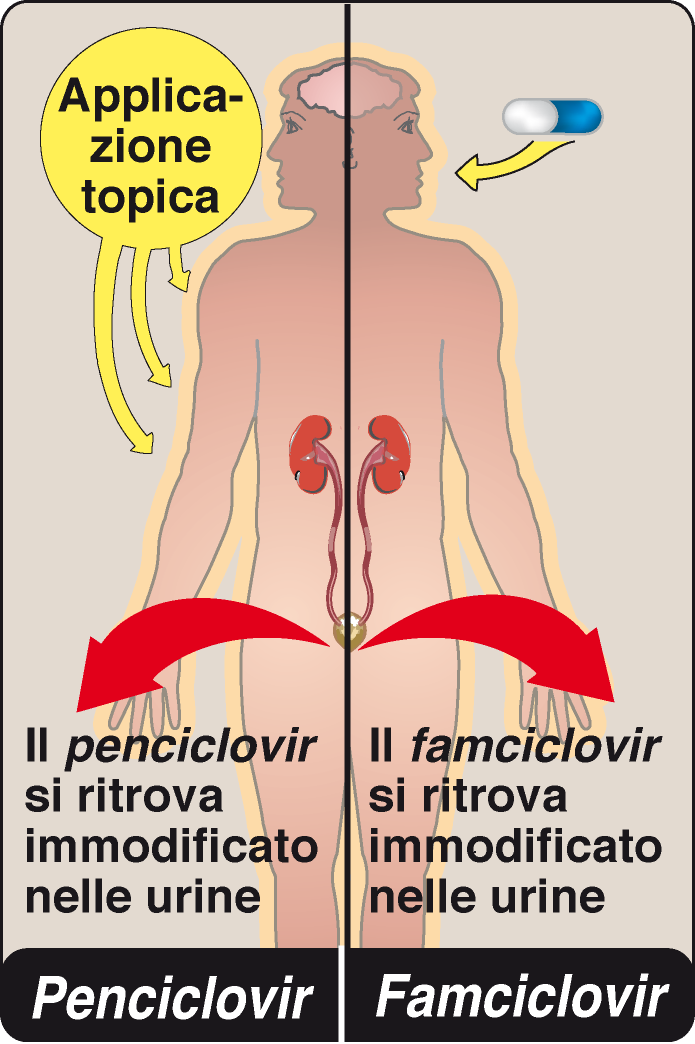 Applica-
zione
topica
Il penciclovir
si ritrova
immodificato
nelle urine
Il famciclovir
si ritrova
immodificato
nelle urine
Penciclovir
Famciclovir